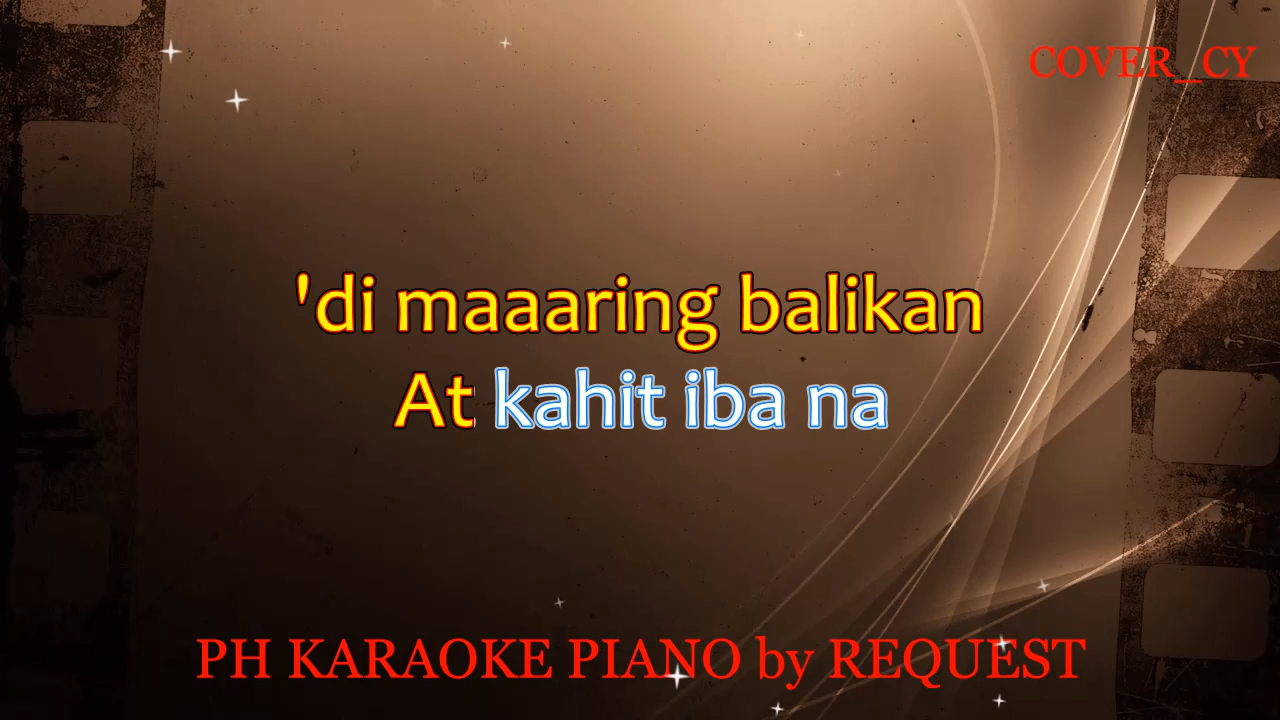 COVER_CY
'di maaaring balikan
At kahit iba na
PH KARAOKE PIANO by REQUEST